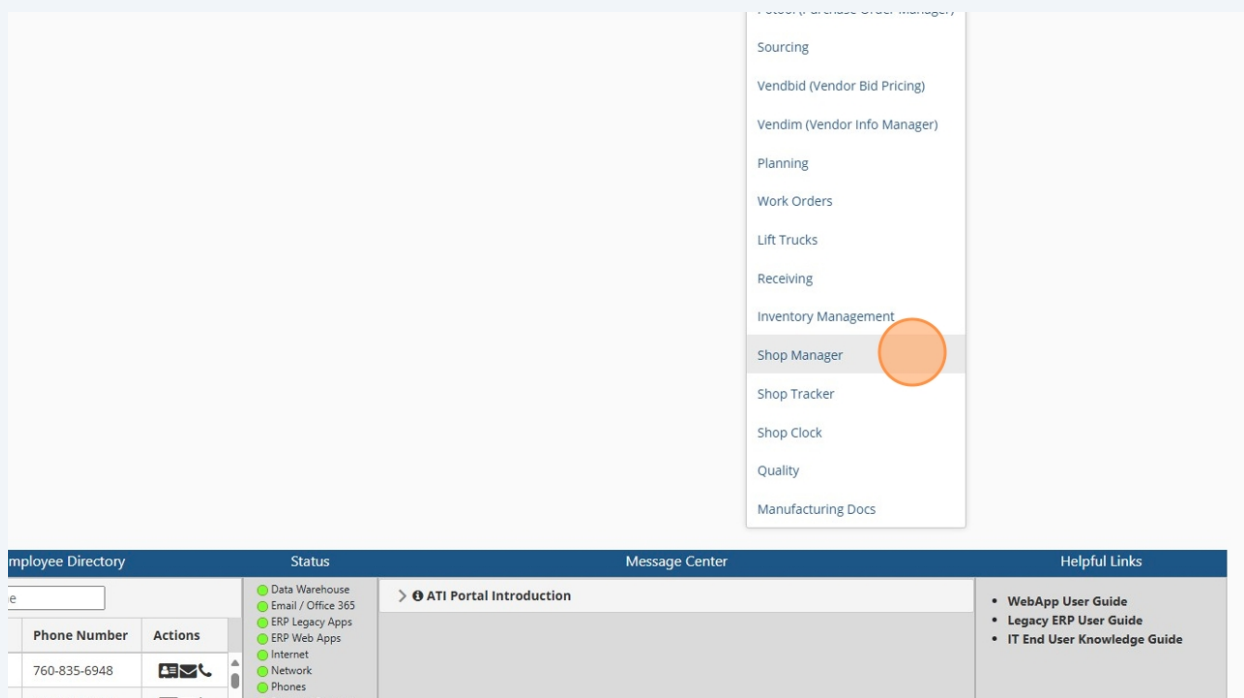 Sourcing
Vendbid (Vendor Bid Pricing)
Vendim (Vendor Info Manager)
Planning
Work Orders
Lift Trucks
Receiving
Inventory Management
Shop Manager
Shop Tracker
Shop Clock
Quality
Manufacturing Docs
mployee Directory
Status
Message Center
Helpful Links
e
Data Warehouse
Email / Office 365
ERP Legacy Apps
ERP Web Apps
Internet
Network
Phones
ATI Portal Introduction
• WebApp User Guide
• Legacy ERP User Guide
• IT End User Knowledge Guide
Phone Number Actions
760-835-6948